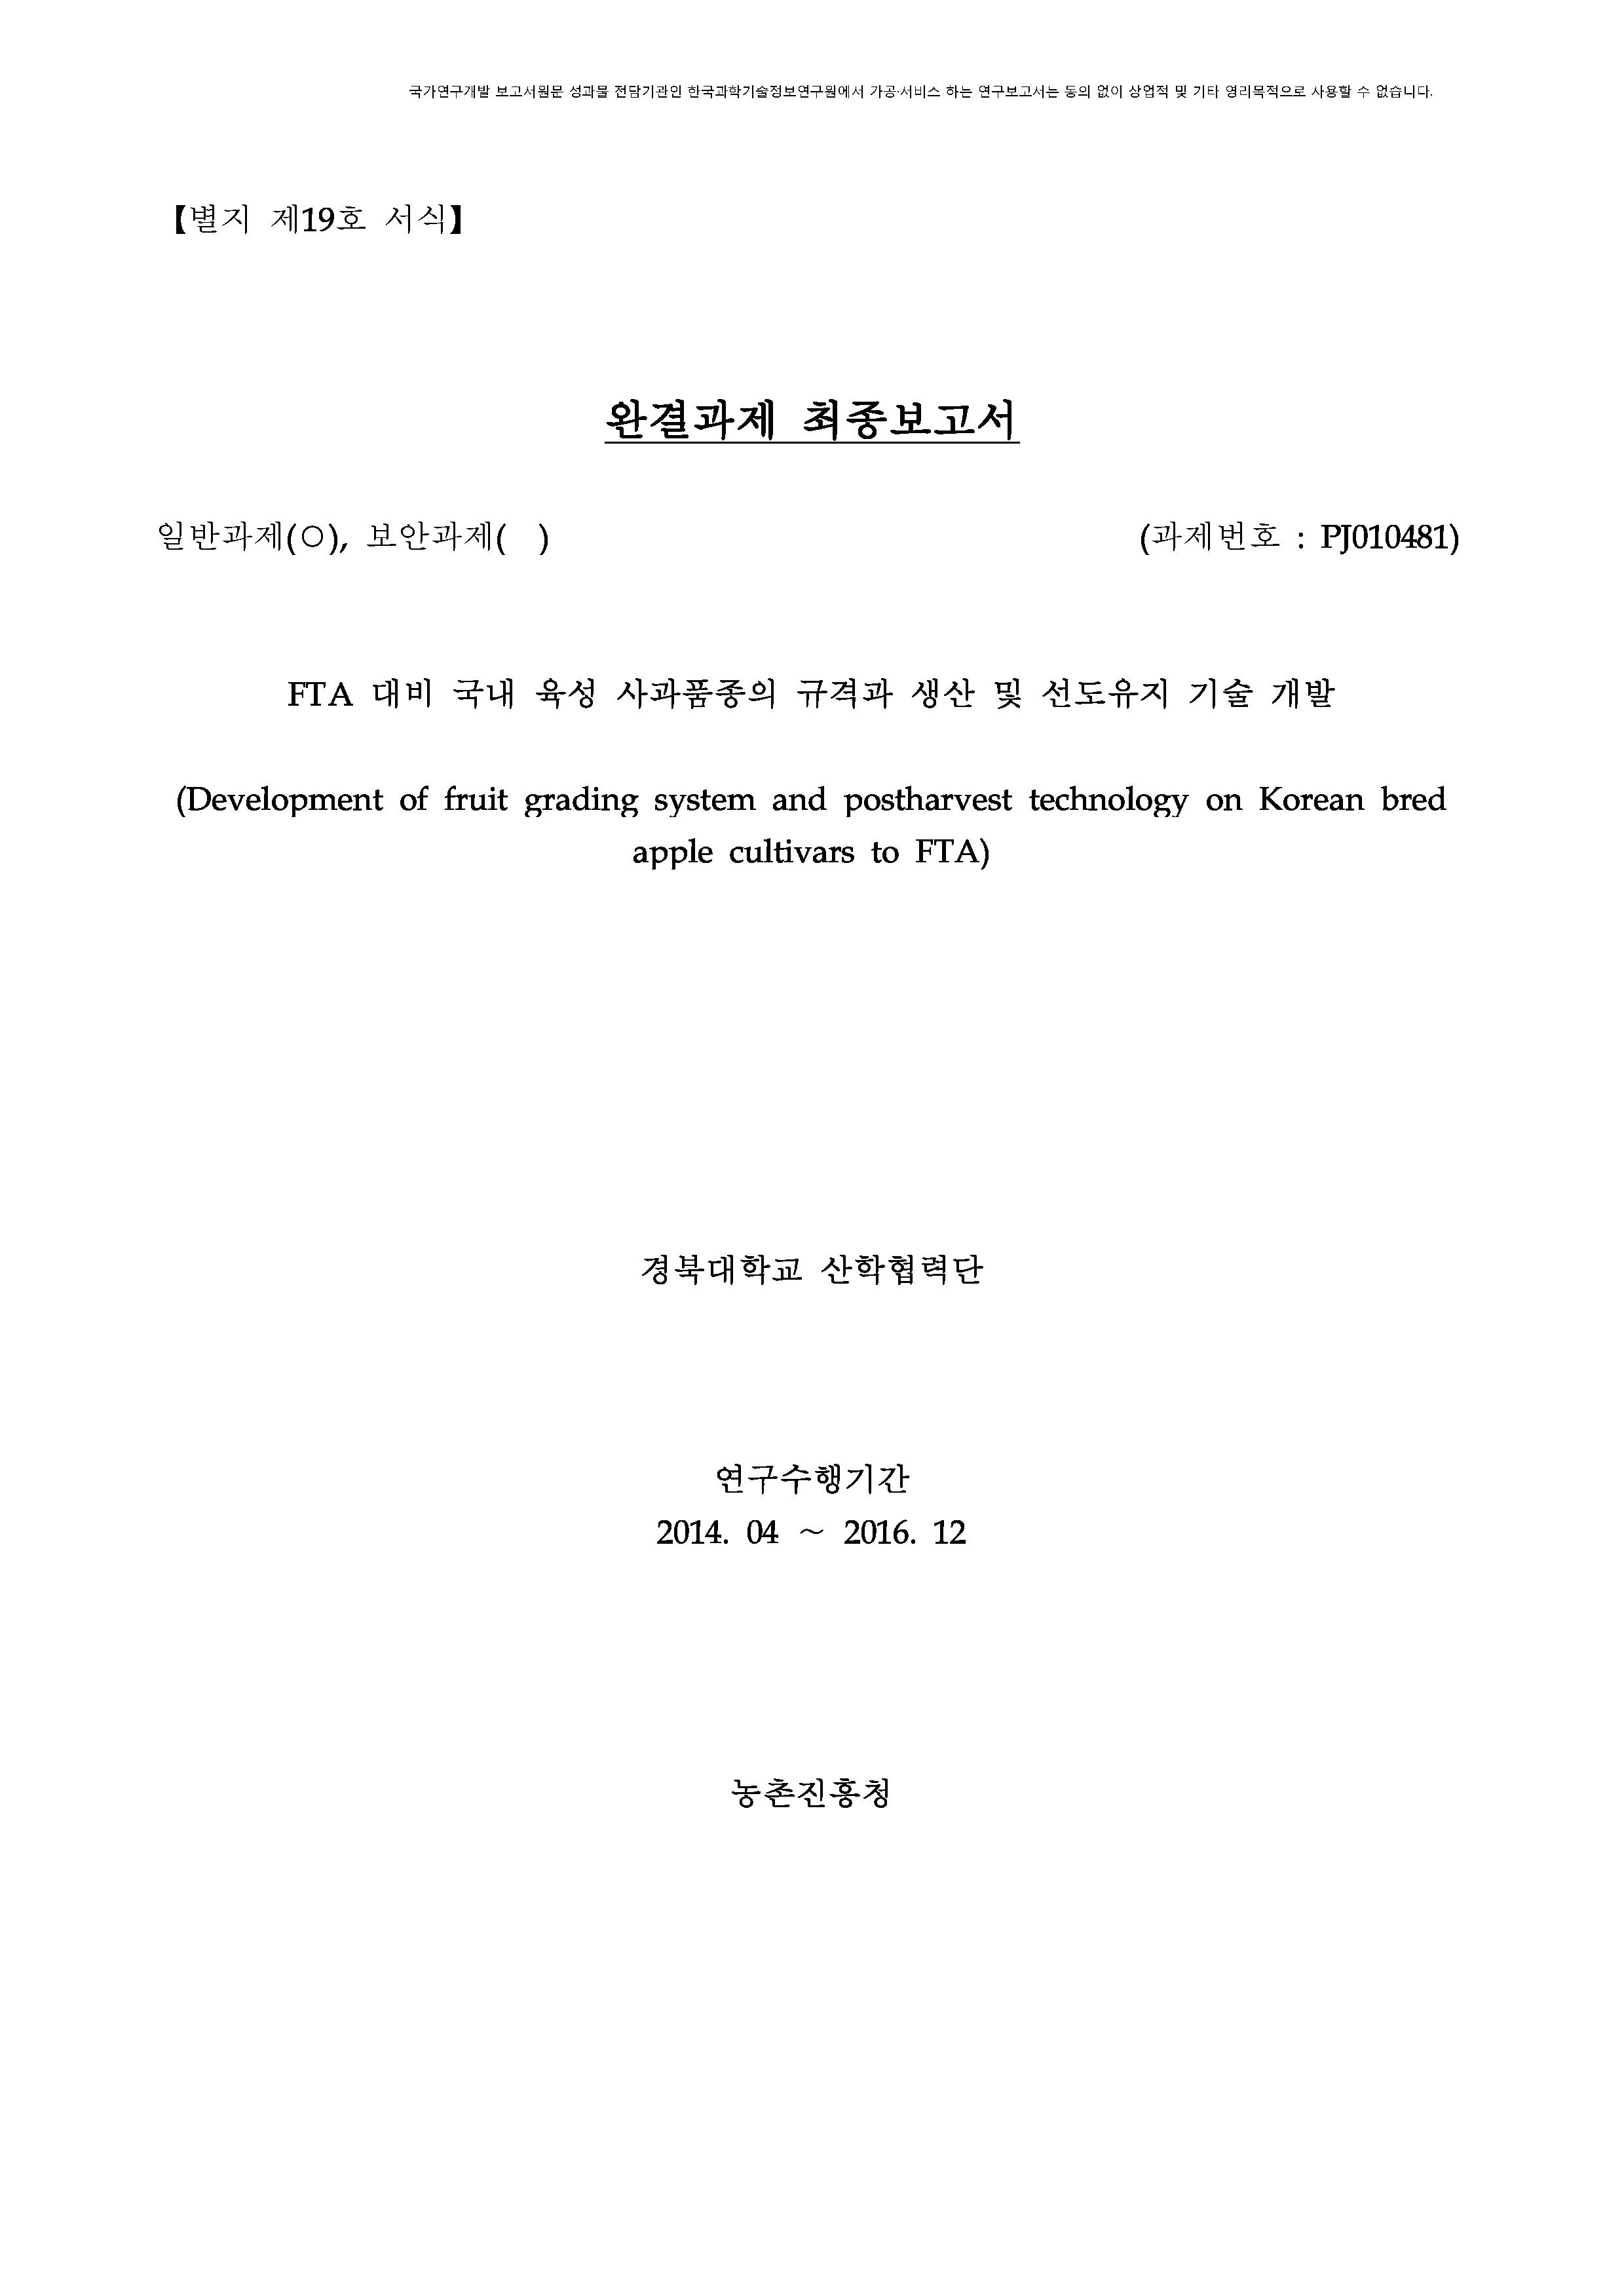 국가연구개발 보고서원문 성과물 전담기관인 한국과학기술정보연구원에서 가공·서비스 하는 연구보고서는 동의 없이 상업적 및 기타 영리목적으로 사용할 수 없습니다.
【별지 제19호 서식】
완결과제 최종보고서
일반과제(○), 보안과제( ) (과제번호 : PJ010481)
FTA 대비 국내 육성 사과품종의 규격과 생산 및 선도유지 기술 개발
(Development of fruit grading system and postharvest technology on Korean bred
apple cultivars to FTA)
경북대학교 산학협력단
연구수행기간
2014. 04 ~ 2016. 12
농촌진흥청